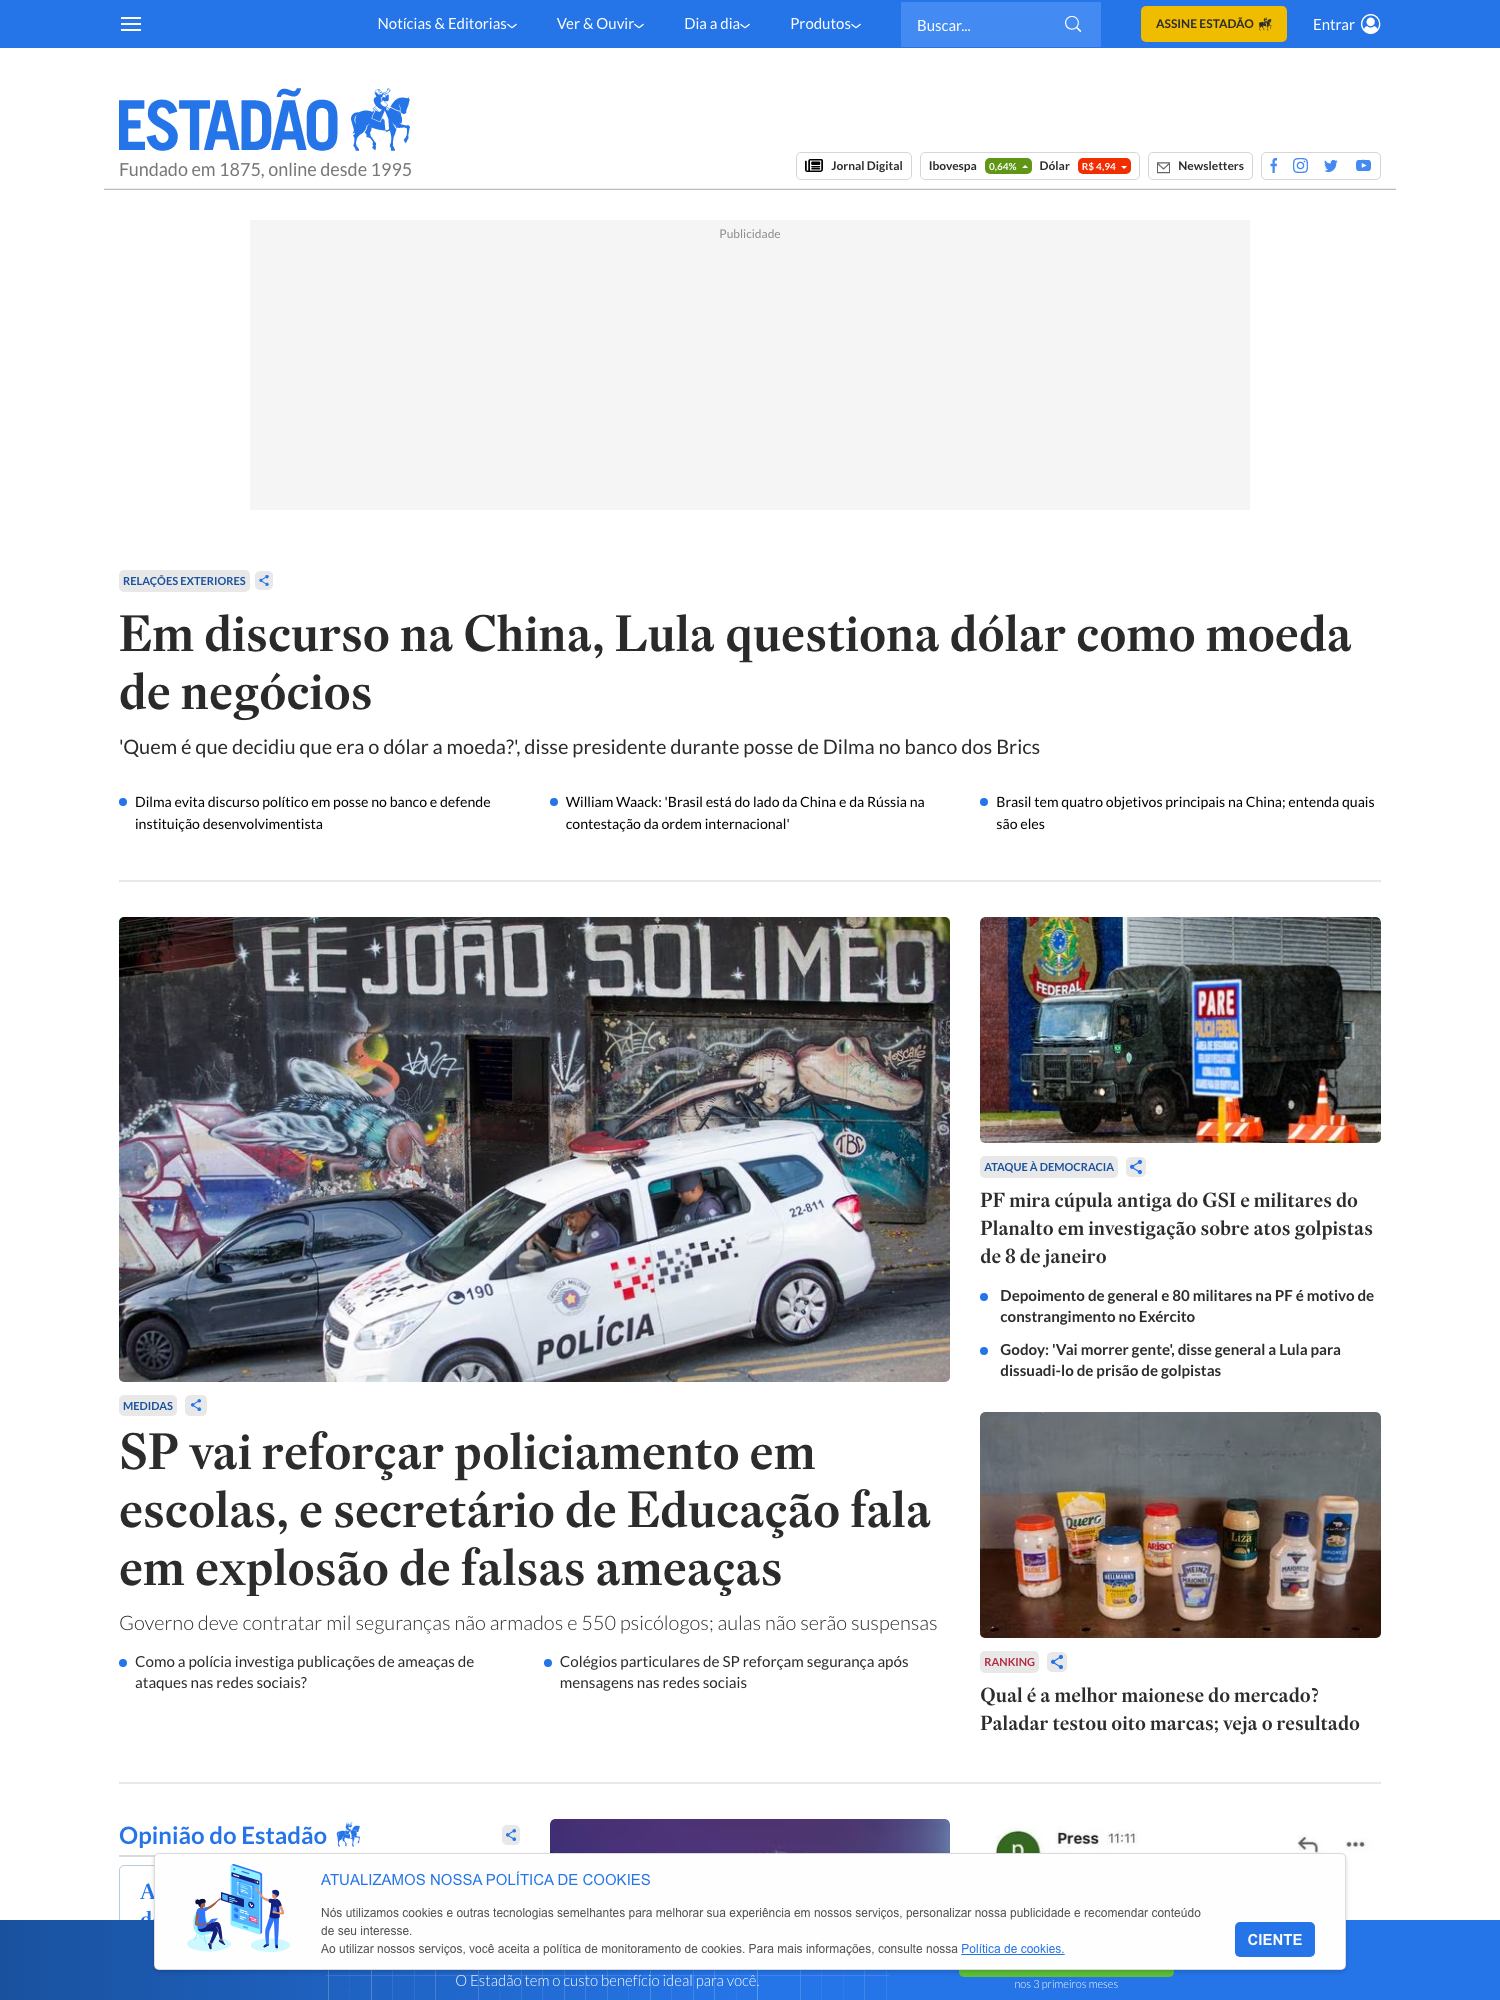 Notícias & Editorias
Ver & Ouvir
Dia a dia
Produtos
Buscar...
ASSINE ESTADÃO
Entrar
ESTADÃO
Fundado em 1875, online desde 1995
Jornal Digital
Ibovespa 0,64% Dólar R$ 4,94
Newsletters
Publicidade
RELAÇÕES EXTERIORES
Em discurso na China, Lula questiona dólar como moeda
de negócios
'Quem é que decidiu que era o dólar a moeda?', disse presidente durante posse de Dilma no banco dos Brics
Dilma evita discurso político em posse no banco e defende
instituição desenvolvimentista
William Waack: 'Brasil está do lado da China e da Rússia na
contestação da ordem internacional'
Brasil tem quatro objetivos principais na China; entenda quais
são eles
EE JOÃO SOLIMÉO
TBC
22-811
190
POLÍCIA MILITAR
Polícia
POLÍCIA
MEDIDAS
SP vai reforçar policiamento em
escolas, e secretário de Educação fala
em explosão de falsas ameaças
Governo deve contratar mil seguranças não armados e 550 psicólogos; aulas não serão suspensas
Como a polícia investiga publicações de ameaças de
ataques nas redes sociais?
Colégios particulares de SP reforçam segurança após
mensagens nas redes sociais
FEDERAL
PARE
POLÍCIA FEDERAL
ATAQUE À DEMOCRACIA
PF mira cúpula antiga do GSI e militares do
Planalto em investigação sobre atos golpistas
de 8 de janeiro
Depoimento de general e 80 militares na PF é motivo de
constrangimento no Exército
Godoy: 'Vai morrer gente', disse general a Lula para
dissuadi-lo de prisão de golpistas
Quero
ARISCO
Liza
HELLMANN'S
HEINZ
MAIONESE
MAIONESE
RANKING
Qual é a melhor maionese do mercado?
Paladar testou oito marcas; veja o resultado
Opinião do Estadão
A
d
Press 11:11
ATUALIZAMOS NOSSA POLÍTICA DE COOKIES
Nós utilizamos cookies e outras tecnologias semelhantes para melhorar sua experiência em nossos serviços, personalizar nossa publicidade e recomendar conteúdo
de seu interesse.
Ao utilizar nossos serviços, você aceita a política de monitoramento de cookies. Para mais informações, consulte nossa Política de cookies.
CIENTE
O Estadão tem o custo benefício ideal para você.
nos 3 primeiros meses